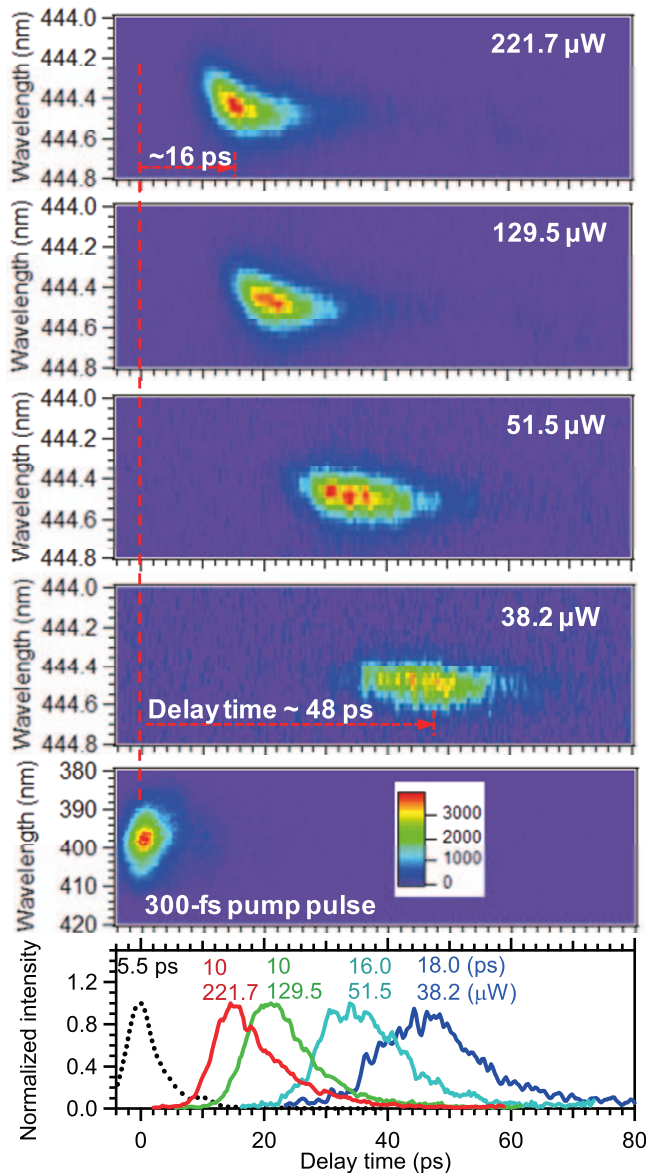 444.0
444.2
444.4
444.6
444.8
Wavelength (nm)
221.7 µW
~16 ps
444.0
444.2
444.4
444.6
444.8
Wavelength (nm)
129.5 µW
444.0
444.2
444.4
444.6
444.8
Wavelength (nm)
51.5 µW
444.0
444.2
444.4
444.6
444.8
Wavelength (nm)
38.2 µW
Delay time ~ 48 ps
380
390
400
410
420
Wavelength (nm)
3000
2000
1000
0
300-fs pump pulse
1.2
0.8
0.4
0.0
Normalized intensity
5.5 ps 10 10 16.0 18.0 (ps)
221.7 129.5 51.5 38.2 (µW)
0 20 40 60 80
Delay time (ps)